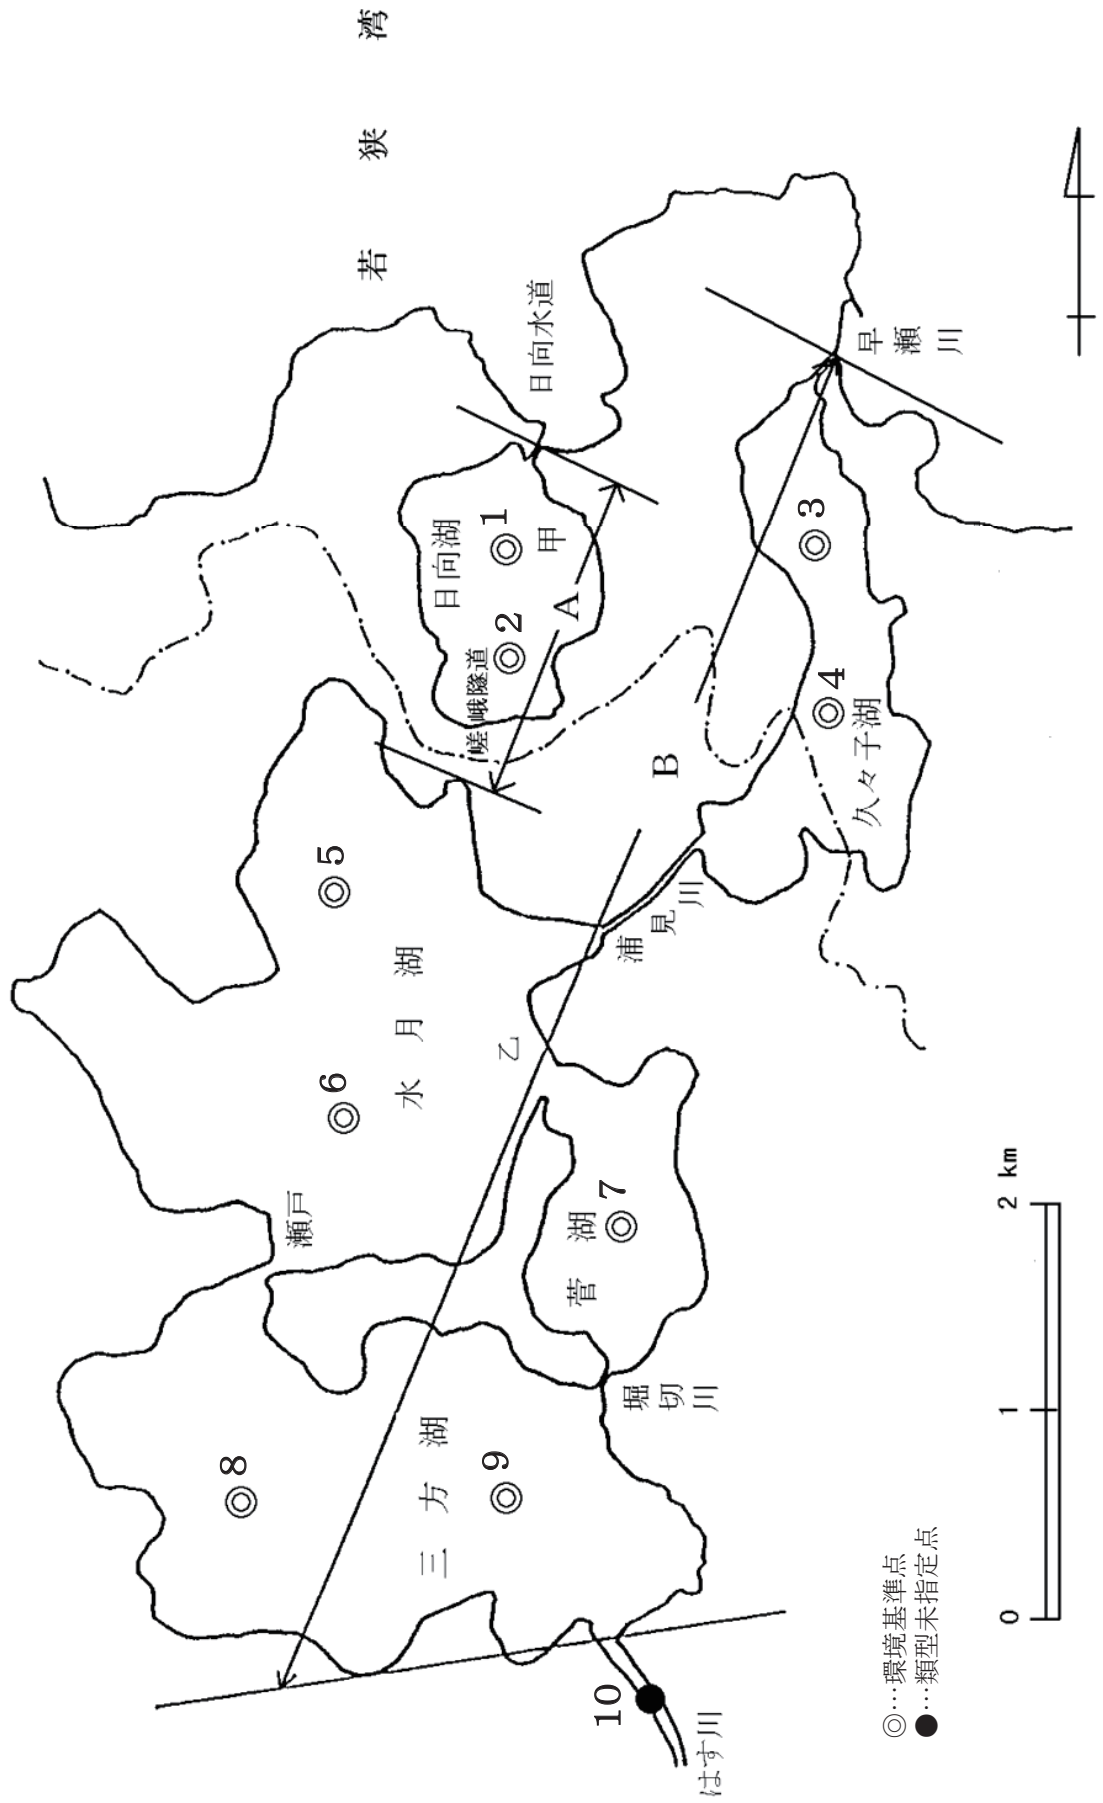 若狭湾
日向水道
日向湖
1
甲
2
A
嵯峨隧道
早瀬川
3
4
久々子湖
B
5
浦見川
水月湖
6
乙
瀬戸
7
菅湖
堀切川
三方湖
8
9
10
はす川
0 1 2 km
◎…環境基準点
●…類型未指定点